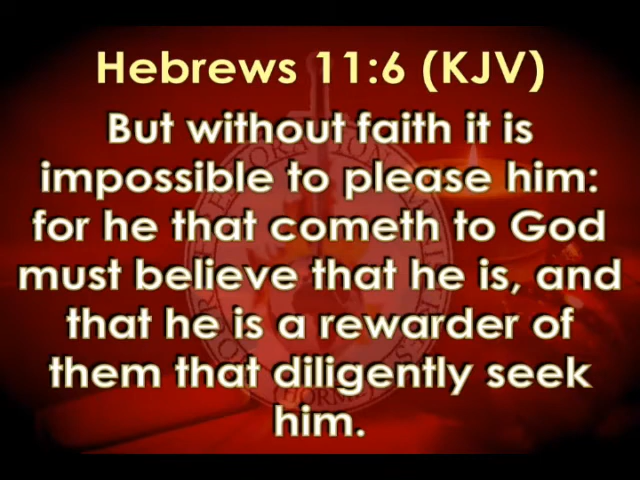 Hebrews 11:6 (KJV)
But without faith it is
impossible to please him:
for he that cometh to God
must believe that he is, and
that he is a rewarder of
them that diligently seek
him.